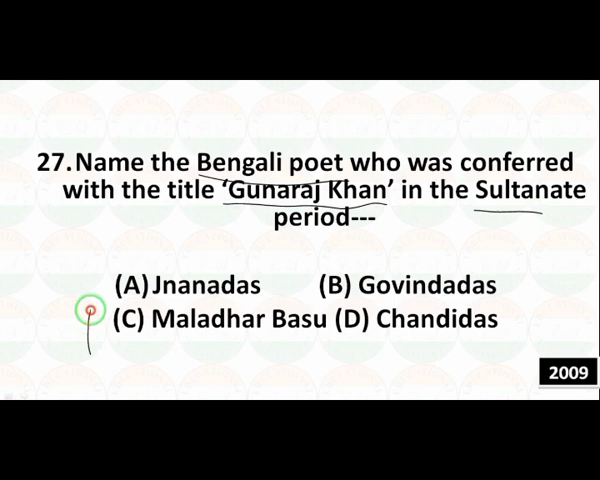 27. Name the Bengali poet who was conferred
with the title ‘Gunaraj Khan’ in the Sultanate
period---
(A) Jnanadas (B) Govindadas
(C) Maladhar Basu (D) Chandidas
2009